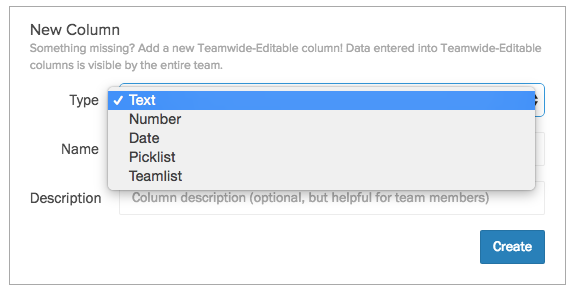 New Column
Something missing? Add a new Teamwide-Editable column! Data entered into Teamwide-Editable
columns is visible by the entire team.
Type ✓ Text
Number
Date
Name
Picklist
Teamlist
Description Column description (optional, but helpful for team members)
Create